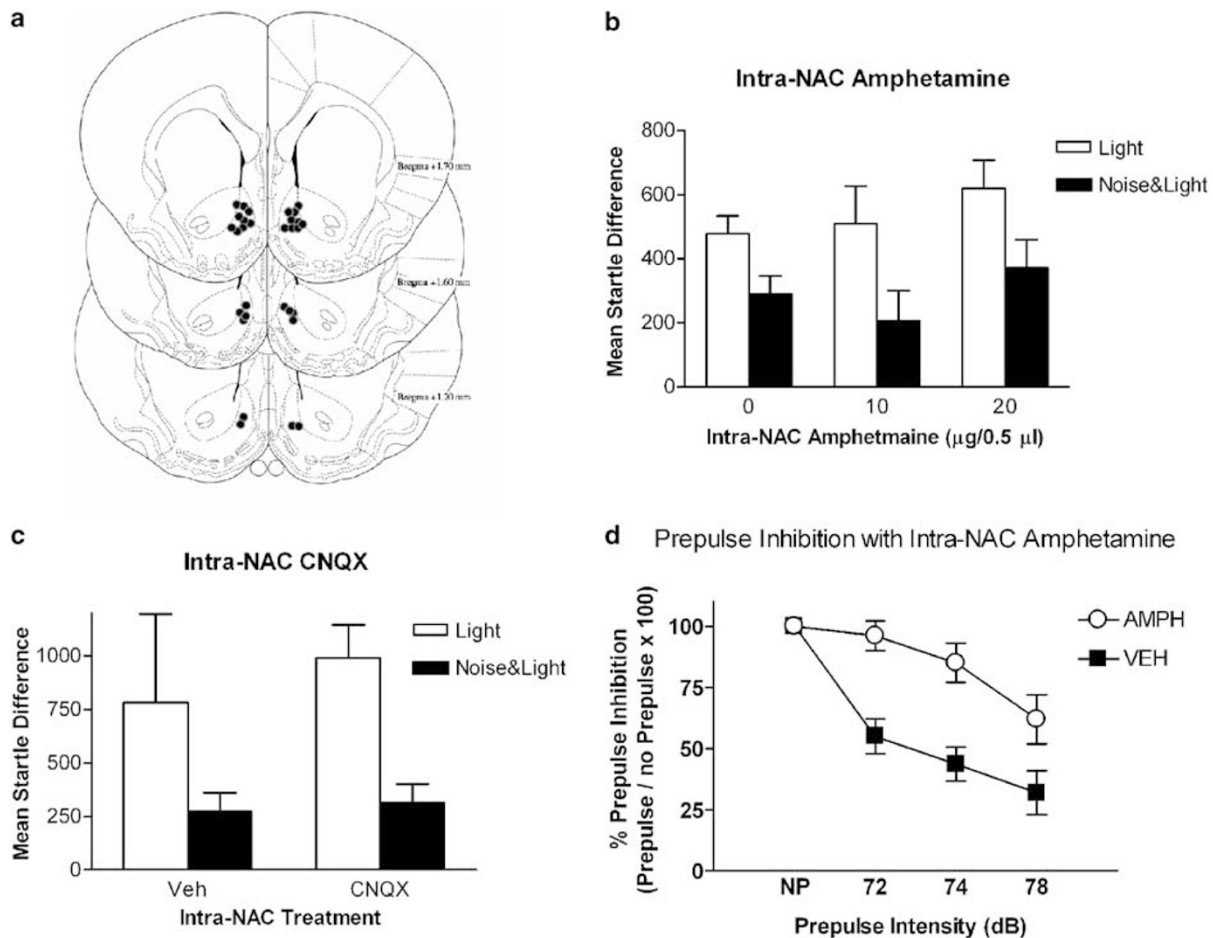 a
Bregma +1.70 mm
Bregma +1.60 mm
Bregma +1.20 mm
b
Intra-NAC Amphetamine
Mean Startle Difference
800
600
400
200
0
Light
Noise&Light
0 10 20
Intra-NAC Amphetmaine (μg/0.5 μl)
c
Intra-NAC CNQX
Mean Startle Difference
1000
750
500
250
0
Light
Noise&Light
Veh CNQX
Intra-NAC Treatment
d Prepulse Inhibition with Intra-NAC Amphetamine
% Prepulse Inhibition
(Prepulse / no Prepulse x 100)
100
75
50
25
AMPH
VEH
NP 72 74 78
Prepulse Intensity (dB)